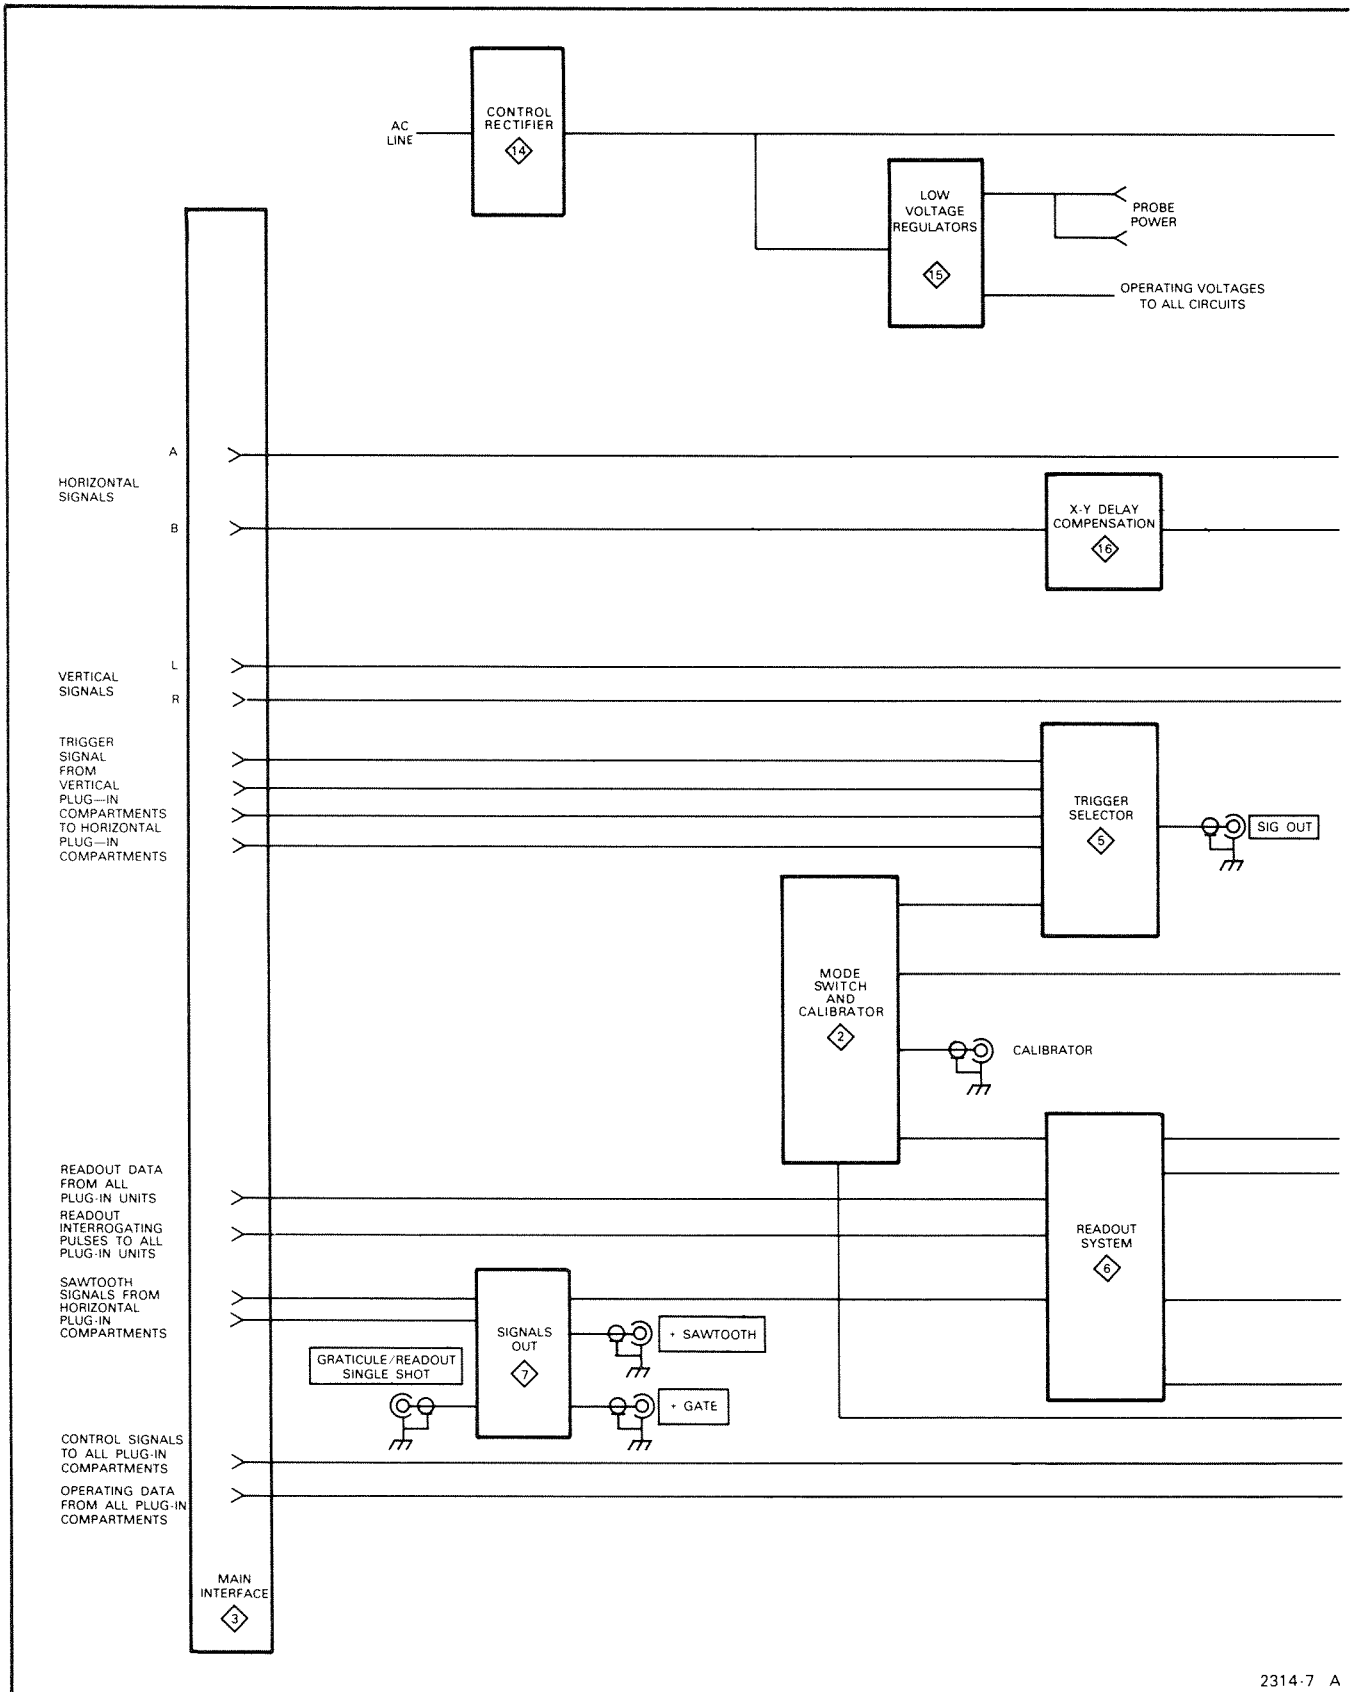 CONTROL
RECTIFIER
14
AC
LINE
LOW
VOLTAGE
REGULATORS
15
PROBE
POWER
OPERATING VOLTAGES
TO ALL CIRCUITS
A
HORIZONTAL
SIGNALS
B
X-Y DELAY
COMPENSATION
16
L
VERTICAL
SIGNALS
R
TRIGGER
SIGNAL
FROM
VERTICAL
PLUG—IN
COMPARTMENTS
TO HORIZONTAL
PLUG—IN
COMPARTMENTS
TRIGGER
SELECTOR
5
SIG OUT
MODE
SWITCH
AND
CALIBRATOR
2
CALIBRATOR
READOUT DATA
FROM ALL
PLUG-IN UNITS
READOUT
INTERROGATING
PULSES TO ALL
PLUG-IN UNITS
READOUT
SYSTEM
6
SAWTOOTH
SIGNALS FROM
HORIZONTAL
PLUG-IN
COMPARTMENTS
SIGNALS
OUT
7
+ SAWTOOTH
GRATICULE/READOUT
SINGLE SHOT
+ GATE
CONTROL SIGNALS
TO ALL PLUG-IN
COMPARTMENTS
OPERATING DATA
FROM ALL PLUG-IN
COMPARTMENTS
MAIN
INTERFACE
3
2314-7 A